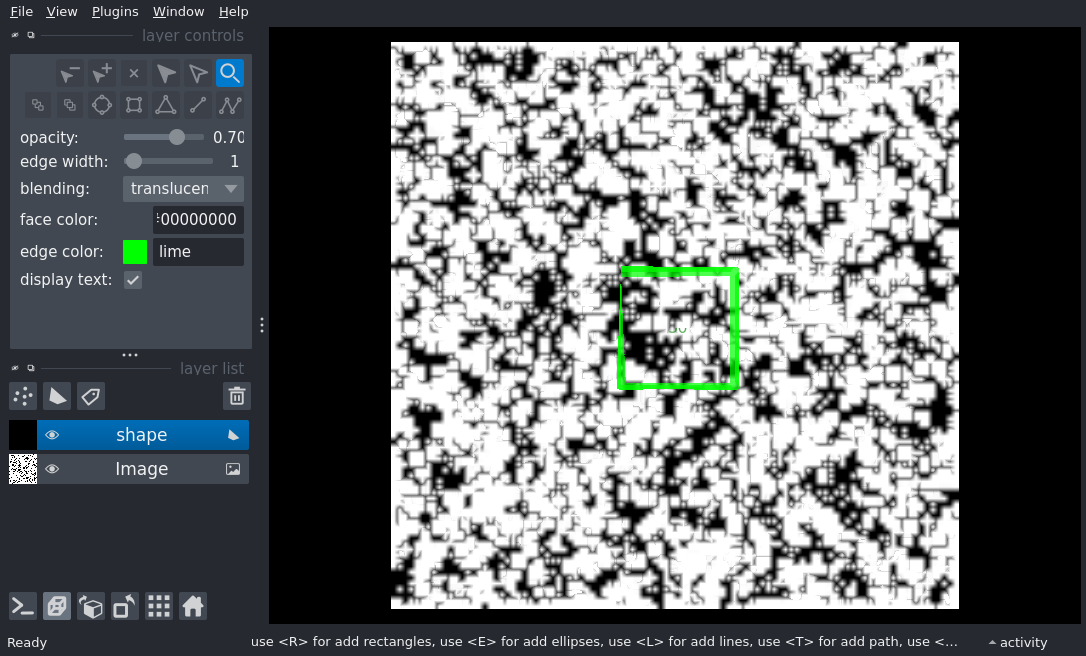 File View Plugins Window Help
layer controls
opacity: 0.70
edge width: 1
blending: translucen
face color: 00000000
edge color: lime
display text:
layer list
shape
Image
Ready
use <R> for add rectangles, use <E> for add ellipses, use <L> for add lines, use <T> for add path, use <...
activity